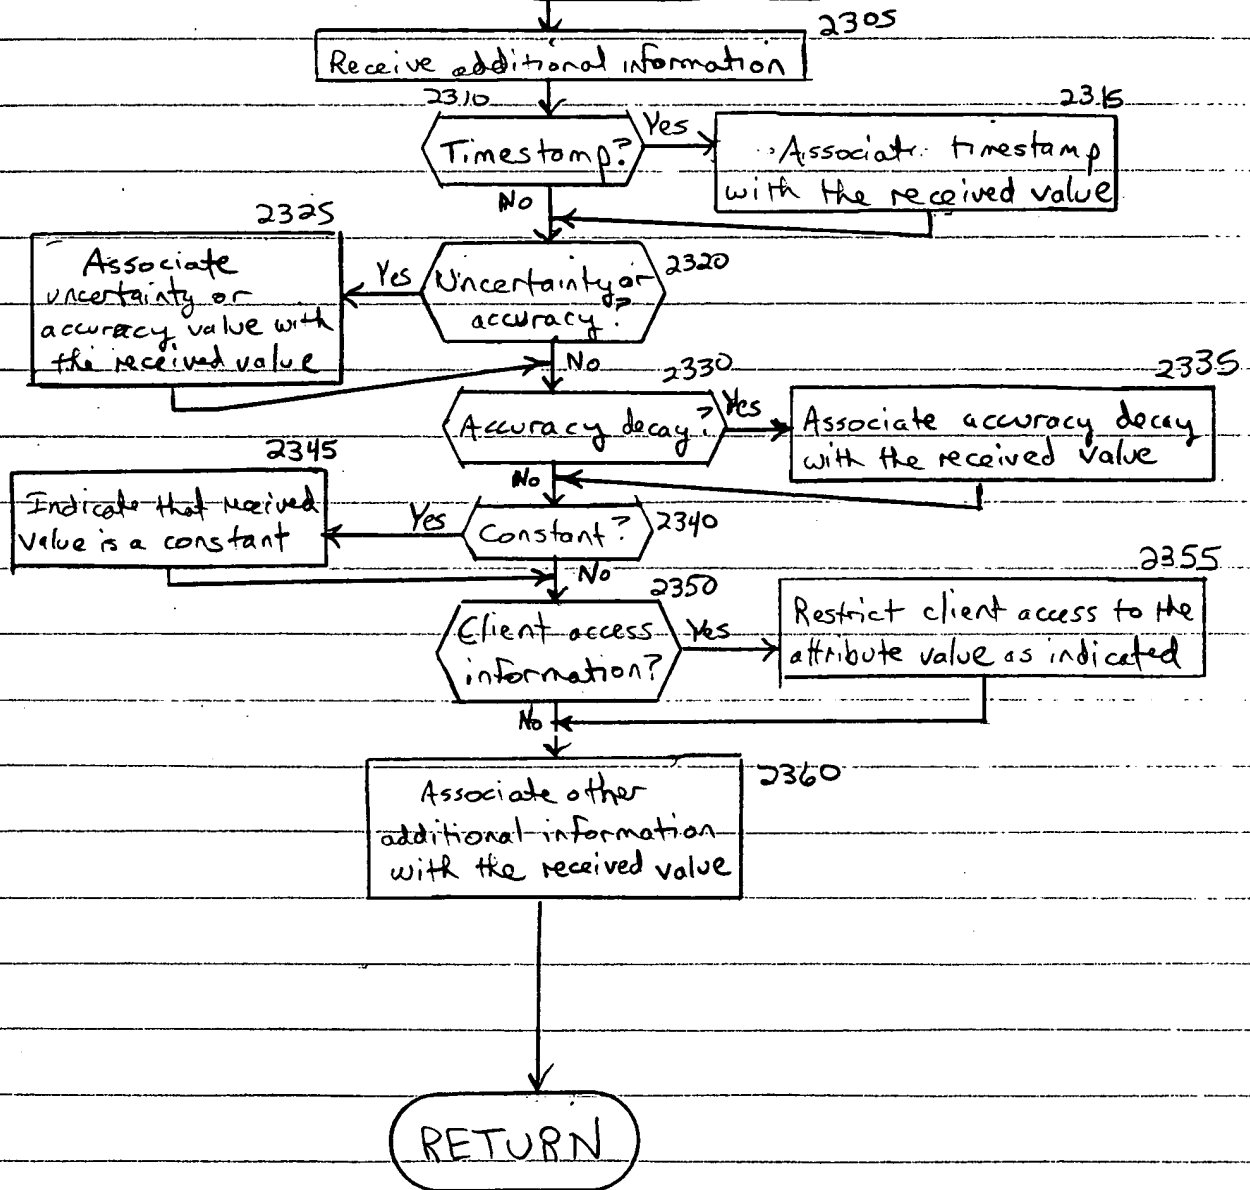 2305
Receive additional information
2310
Timestamp?
Yes
2315
Associate timestamp
with the received value
No
2325
Associate
uncertainty or
accuracy value with
the received value
Yes
Uncertainty or
accuracy?
2320
No
2330
Accuracy decay?
Yes
2335
Associate accuracy decay
with the received value
No
2345
Indicate that received
value is a constant
Yes
Constant?
2340
No
2350
Client access
information?
Yes
2355
Restrict client access to the
attribute value as indicated
No
Associate other
additional information
with the received value
2360
RETURN